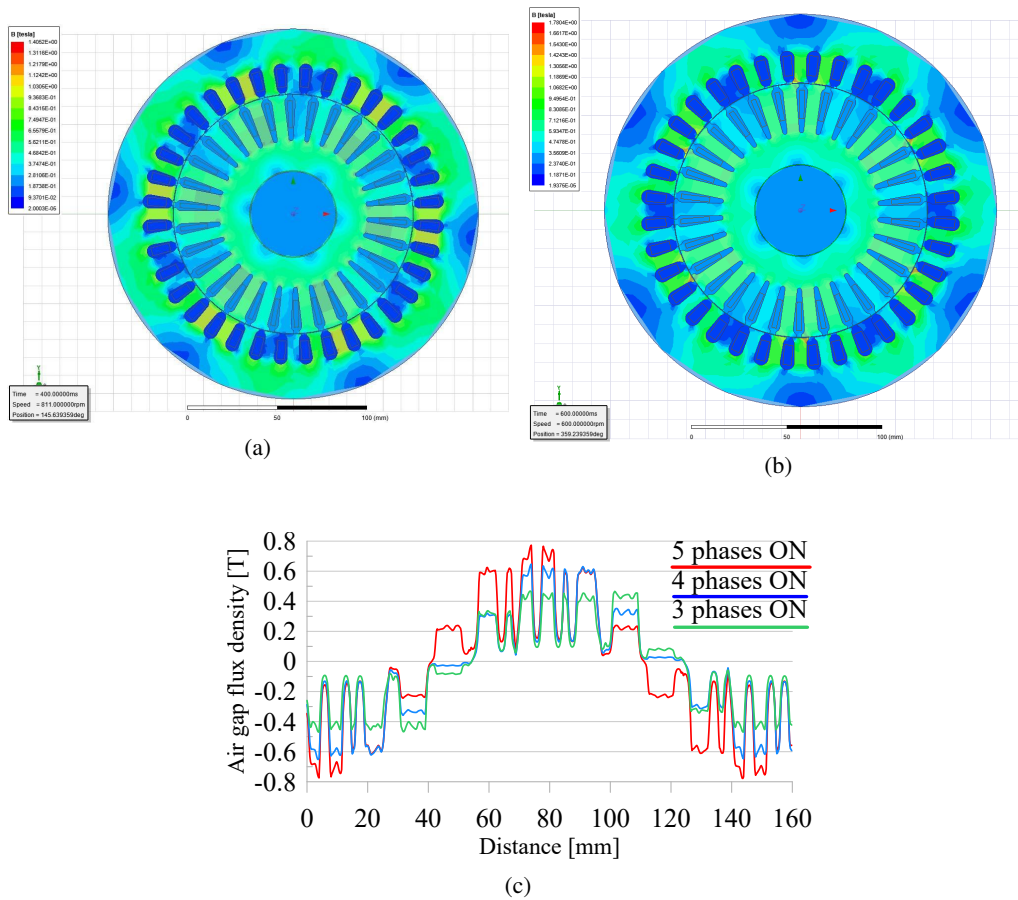 B [tesla]
1.4052E+00
1.3116E+00
1.2179E+00
1.1242E+00
1.0305E+00
9.3683E-01
8.4315E-01
7.4947E-01
6.5579E-01
5.6211E-01
4.6842E-01
3.7474E-01
2.8106E-01
1.8738E-01
9.3701E-02
2.0003E-05
Time = 400.00000ms
Speed = 811.000000rpm
Position = 145.639359deg
0 50 100 (mm)
(a)
B [tesla]
1.7804E+00
1.6617E+00
1.5430E+00
1.4243E+00
1.3056E+00
1.1869E+00
1.0682E+00
9.4954E-01
8.3085E-01
7.1216E-01
5.9347E-01
4.7478E-01
3.5609E-01
2.3740E-01
1.1871E-01
1.9375E-05
Time = 600.00000ms
Speed = 600.000000rpm
Position = 359.239359deg
0 50 100 (mm)
(b)
Air gap flux density [T]
0.8
0.6
0.4
0.2
0
-0.2
-0.4
-0.6
-0.8
5 phases ON
4 phases ON
3 phases ON
0 20 40 60 80 100 120 140 160
Distance [mm]
(c)